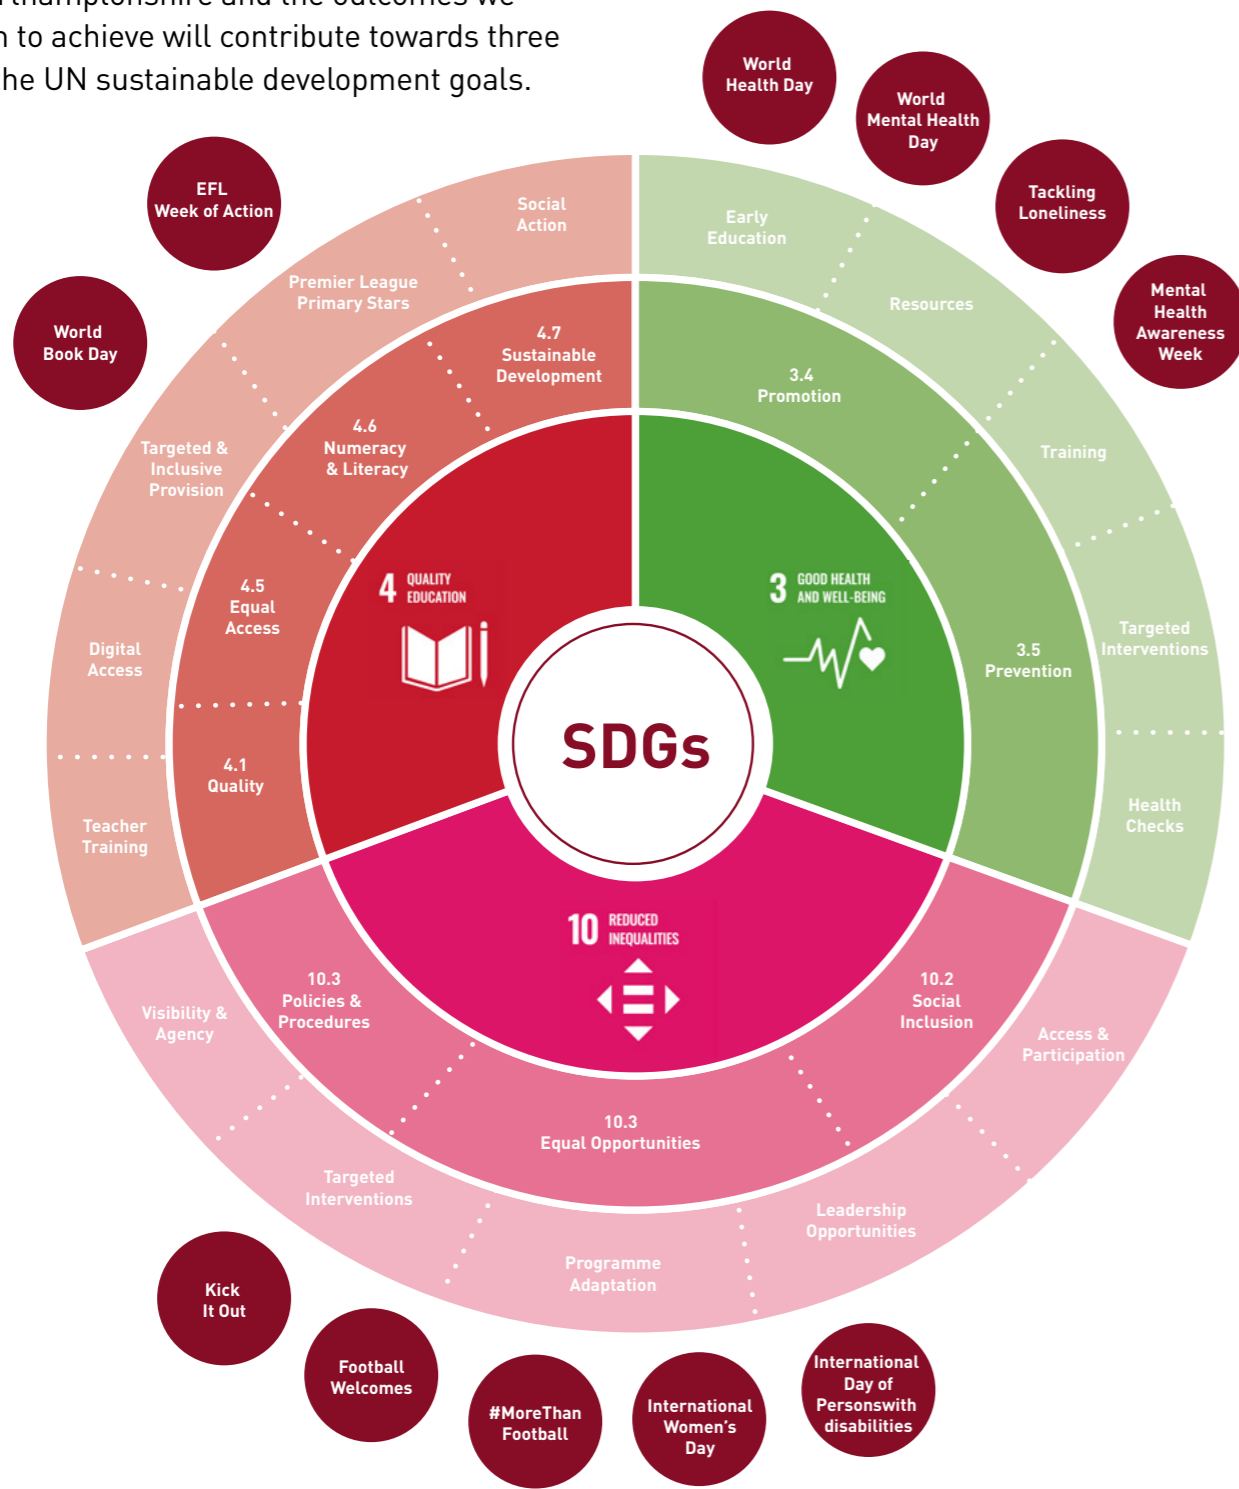 to achieve will contribute towards three
the UN sustainable development goals.
World
Health Day
World
Mental Health
Day
Tackling
Loneliness
Mental
Health
Awareness
Week
EFL
Week of Action
World
Book Day
Social
Action
Premier League
Primary Stars
Targeted &
Inclusive
Provision
Digital
Access
Teacher
Training
Early
Education
Resources
Training
Targeted
Interventions
Health
Checks
4.7
Sustainable
Development
4.6
Numeracy
& Literacy
4.5
Equal
Access
4.1
Quality
3.4
Promotion
3.5
Prevention
4 QUALITY
EDUCATION
3 GOOD HEALTH
AND WELL-BEING
SDGs
10 REDUCED
INEQUALITIES
10.3
Policies &
Procedures
10.3
Equal Opportunities
10.2
Social
Inclusion
Visibility &
Agency
Targeted
Interventions
Programme
Adaptation
Leadership
Opportunities
Access &
Participation
Kick
It Out
Football
Welcomes
#MoreThan
Football
International
Women's
Day
International
Day of
Personswith
disabilities